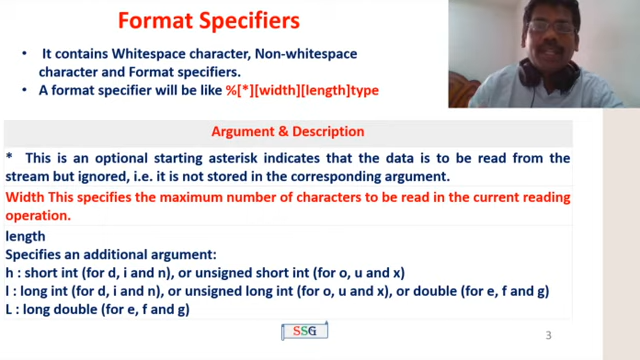 Format Specifiers
• It contains Whitespace character, Non-whitespace
character and Format specifiers.
• A format specifier will be like %[*][width][length]type
Argument & Description
* This is an optional starting asterisk indicates that the data is to be read from the
stream but ignored, i.e. it is not stored in the corresponding argument.
Width This specifies the maximum number of characters to be read in the current reading
operation.
length
Specifies an additional argument:
h : short int (for d, i and n), or unsigned short int (for o, u and x)
l : long int (for d, i and n), or unsigned long int (for o, u and x), or double (for e, f and g)
L : long double (for e, f and g)
SSG
3